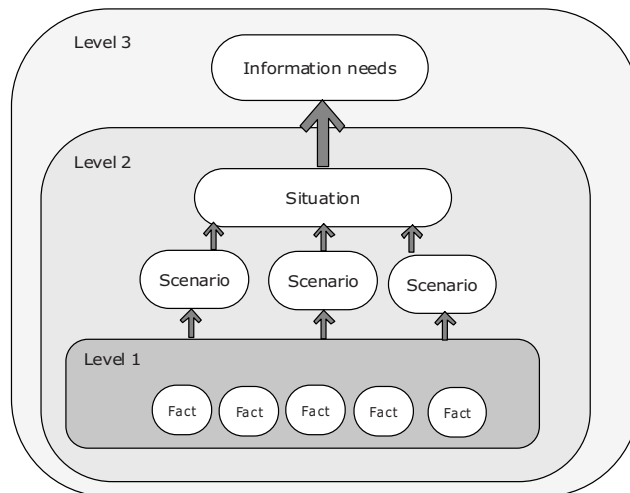 Level 3
Information needs
Level 2
Situation
Scenario
Scenario
Scenario
Level 1
Fact
Fact
Fact
Fact
Fact